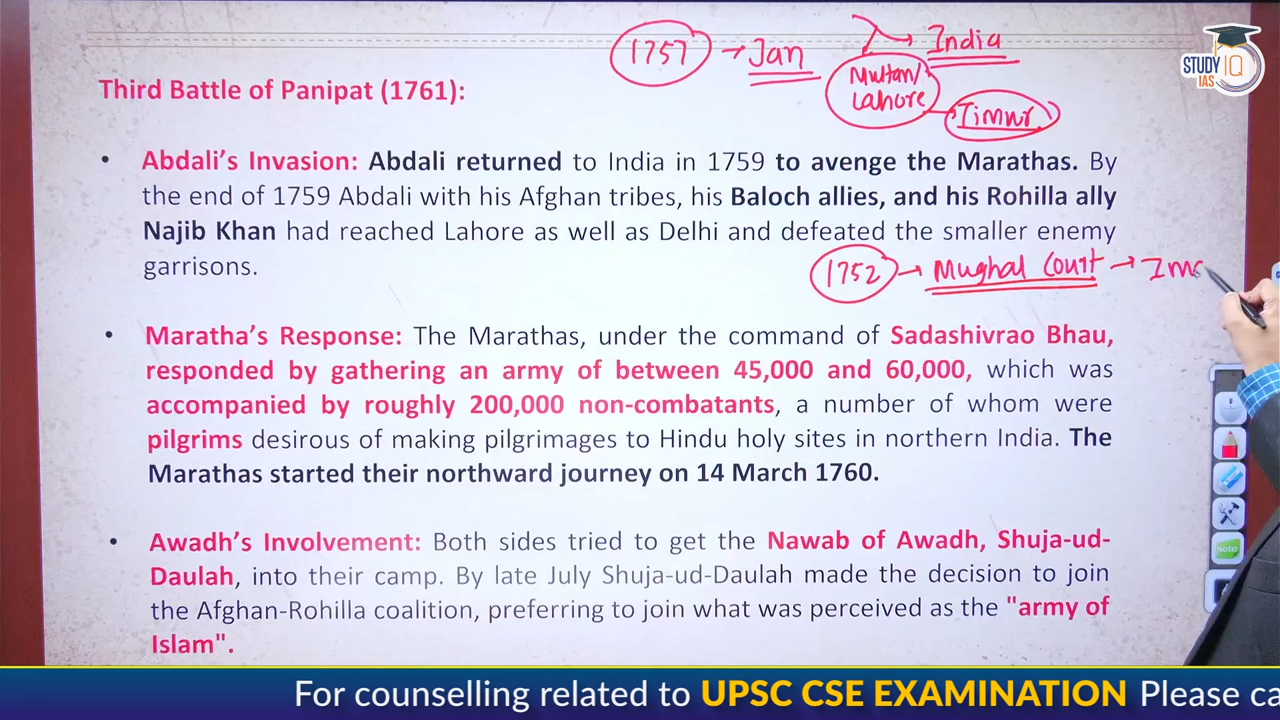 1757 → Jan → India
STUDY IQ
IAS
Multan/
Lahore
Timur
Third Battle of Panipat (1761):
• Abdali's Invasion: Abdali returned to India in 1759 to avenge the Marathas. By
the end of 1759 Abdali with his Afghan tribes, his Baloch allies, and his Rohilla ally
Najib Khan had reached Lahore as well as Delhi and defeated the smaller enemy
garrisons.
1752 → Mughal Court →
• Maratha's Response: The Marathas, under the command of Sadashivrao Bhau,
responded by gathering an army of between 45,000 and 60,000, which was
accompanied by roughly 200,000 non-combatants, a number of whom were
pilgrims desirous of making pilgrimages to Hindu holy sites in northern India. The
Marathas started their northward journey on 14 March 1760.
• Awadh's Involvement: Both sides tried to get the Nawab of Awadh, Shuja-ud-
Daulah, into their camp. By late July Shuja-ud-Daulah made the decision to join
the Afghan-Rohilla coalition, preferring to join what was perceived as the "army of
Islam".
Note
For counselling related to UPSC CSE EXAMINATION Please ca